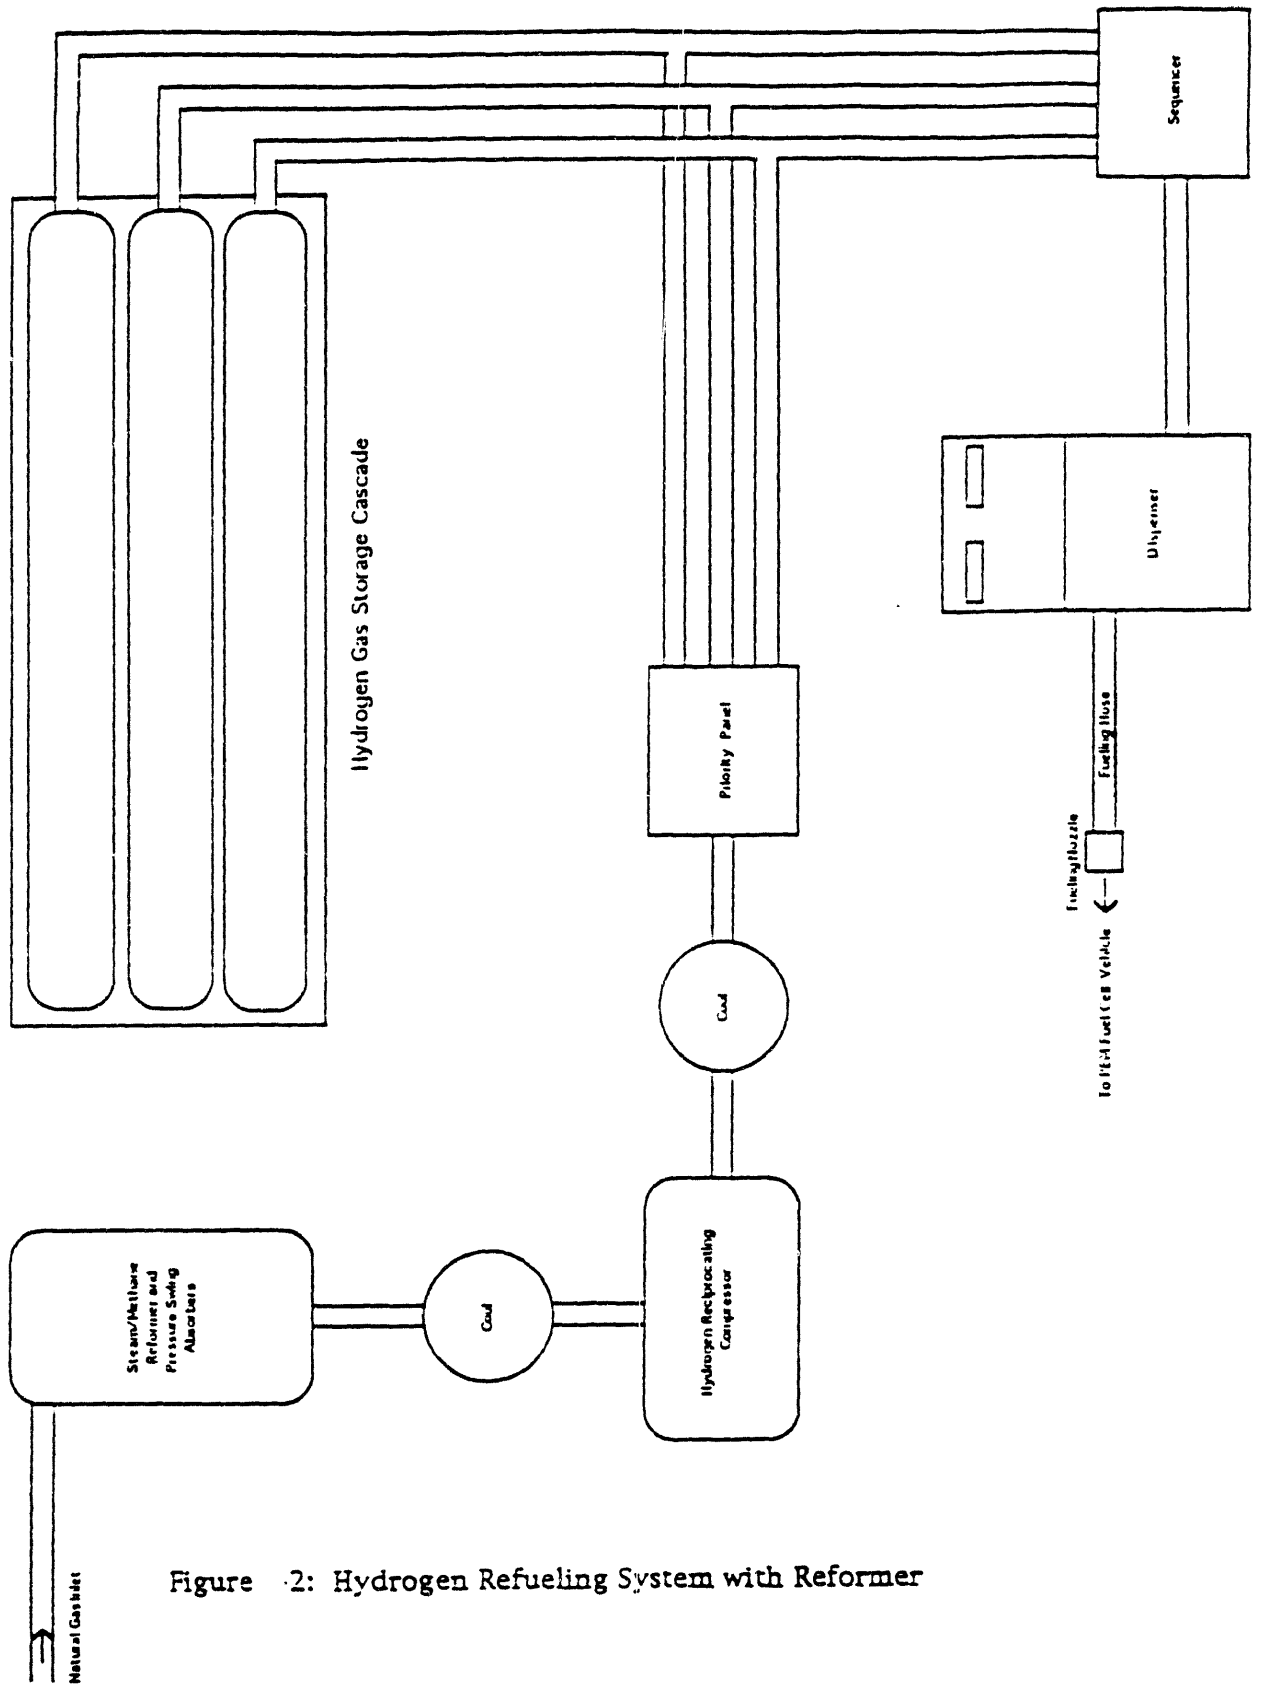 Sequencer
Hydrogen Gas Storage Cascade
Dispenser
Priority Panel
Fueling Hose
Fueling Nozzle
To PEM Fuel Cell Vehicle
Cool
Steam/Methane
Reformer and
Pressure Swing
Absorbers
Cool
Hydrogen Reciprocating
Compressor
Natural Gas Inlet
Figure 2: Hydrogen Refueling System with Reformer